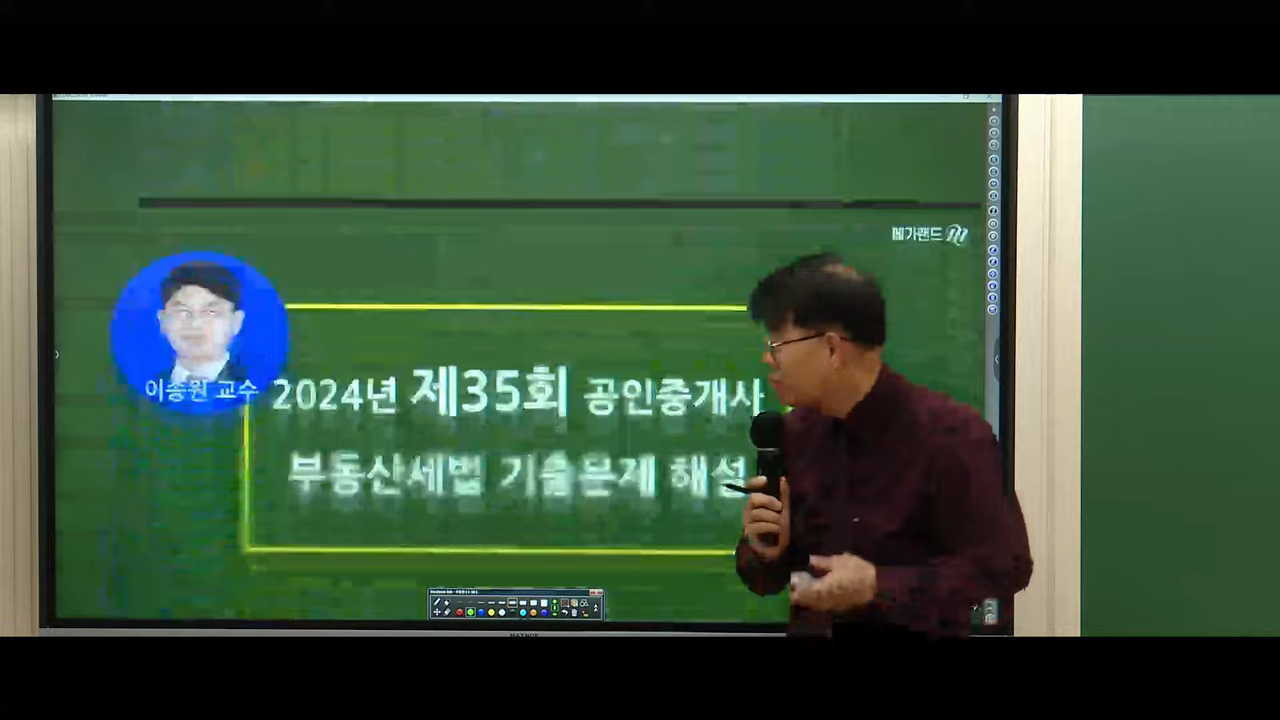 메가랜드
이종원 교수
2024년 제35회 공인중개사
부동산세법 기출문제 해설